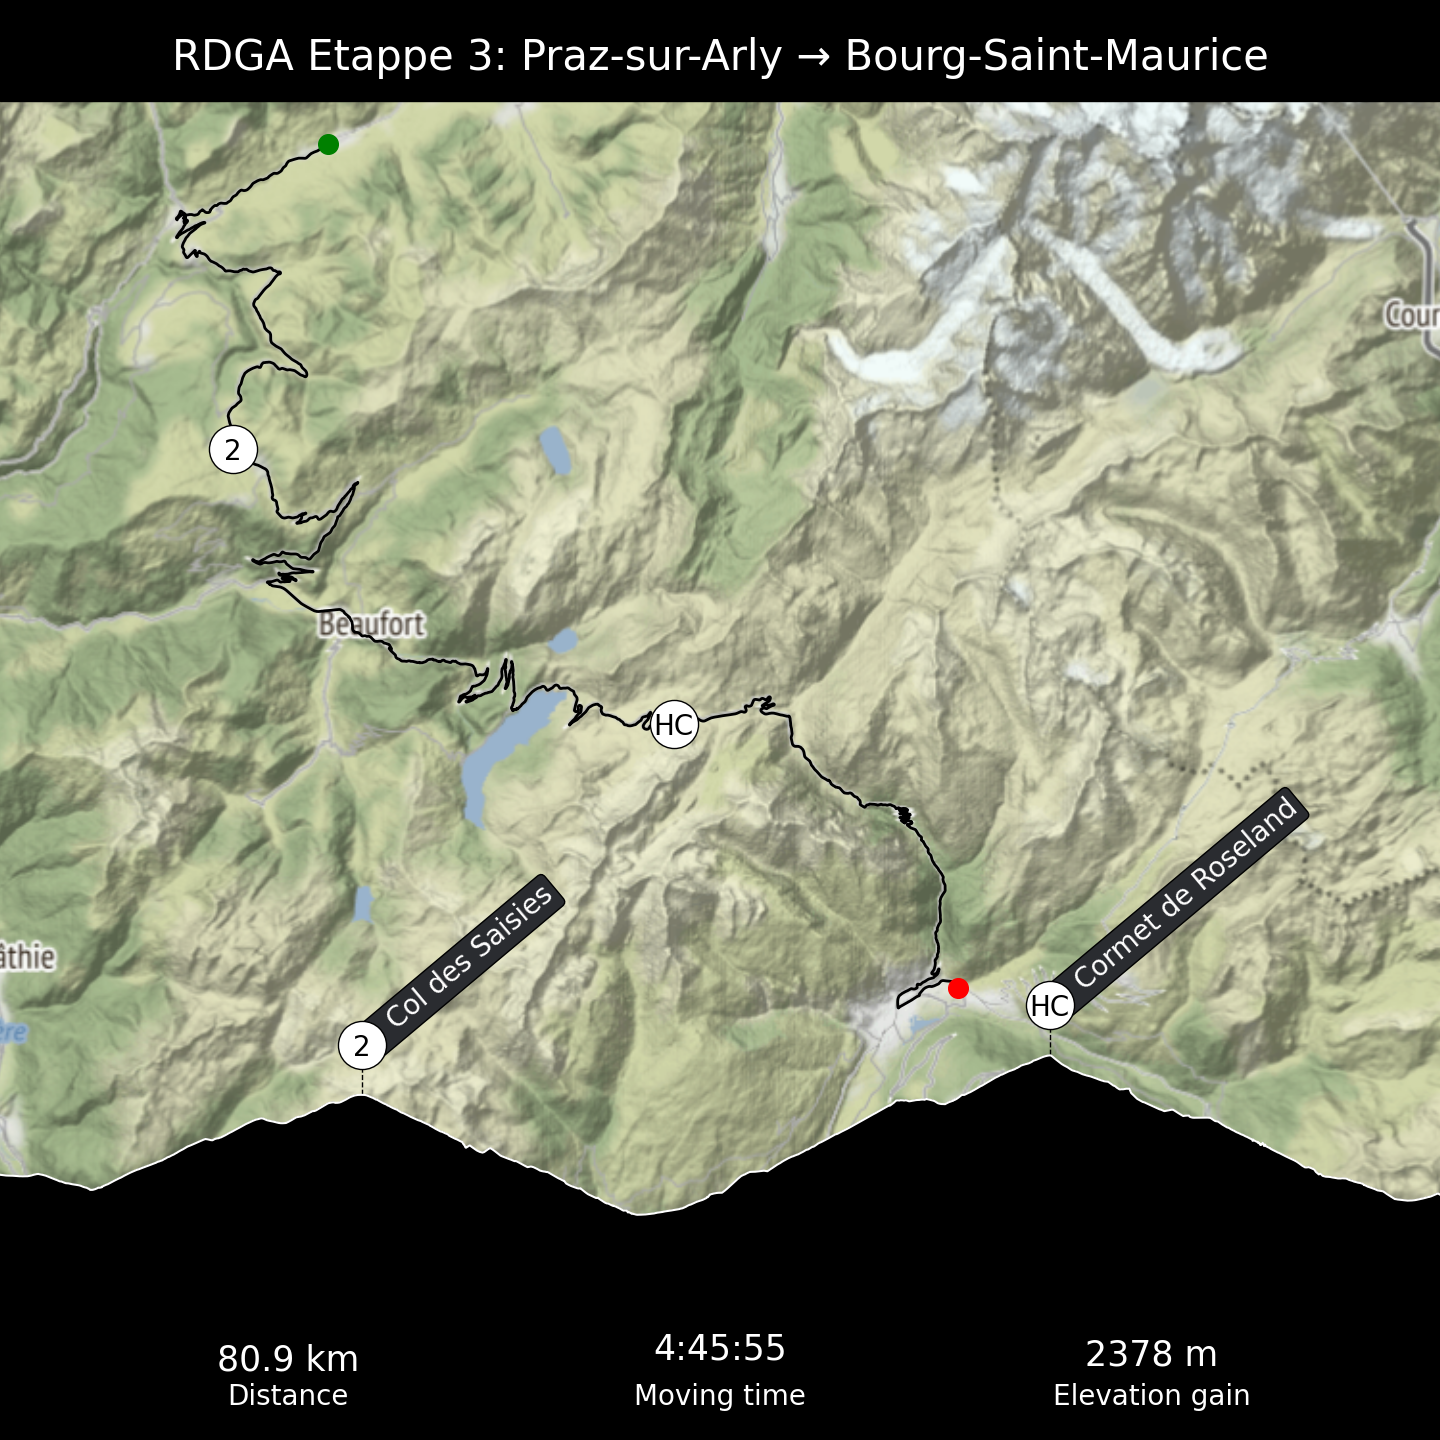 RDGA Etappe 3: Praz-sur-Arly → Bourg-Saint-Maurice
Cour
2
Beaufort
HC
Col des Saisies
2
Cormet de Roseland
HC
âthie
ère
80.9 km
Distance
4:45:55
Moving time
2378 m
Elevation gain